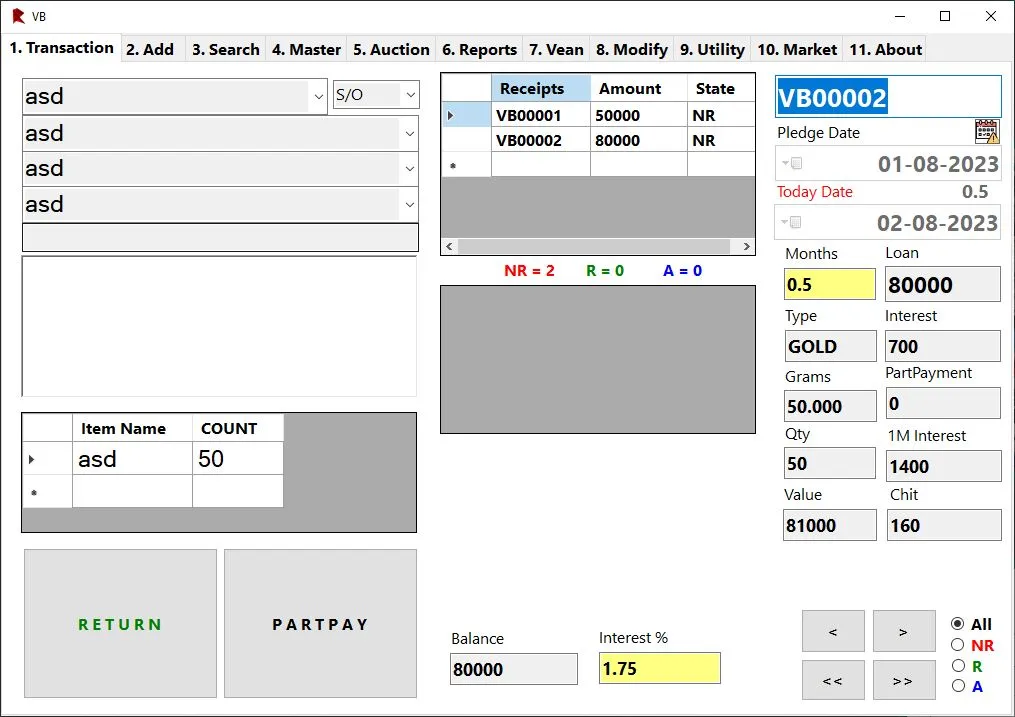 VB
1. Transaction 2. Add 3. Search 4. Master 5. Auction 6. Reports 7. Vean 8. Modify 9. Utility 10. Market 11. About
asd
S/O
asd
asd
asd
Item Name COUNT
asd 50
*
RETURN
PARTPAY
Receipts Amount State
VB00001 50000 NR
VB00002 80000 NR
*
< >
NR = 2 R = 0 A = 0
Balance
80000
Interest %
1.75
VB00002
Pledge Date
01-08-2023
Today Date 0.5
02-08-2023
Months Loan
0.5 80000
Type Interest
GOLD 700
Grams PartPayment
50.000 0
Qty 1M Interest
50 1400
Value Chit
81000 160
< >
<< >>
All
NR
R
A